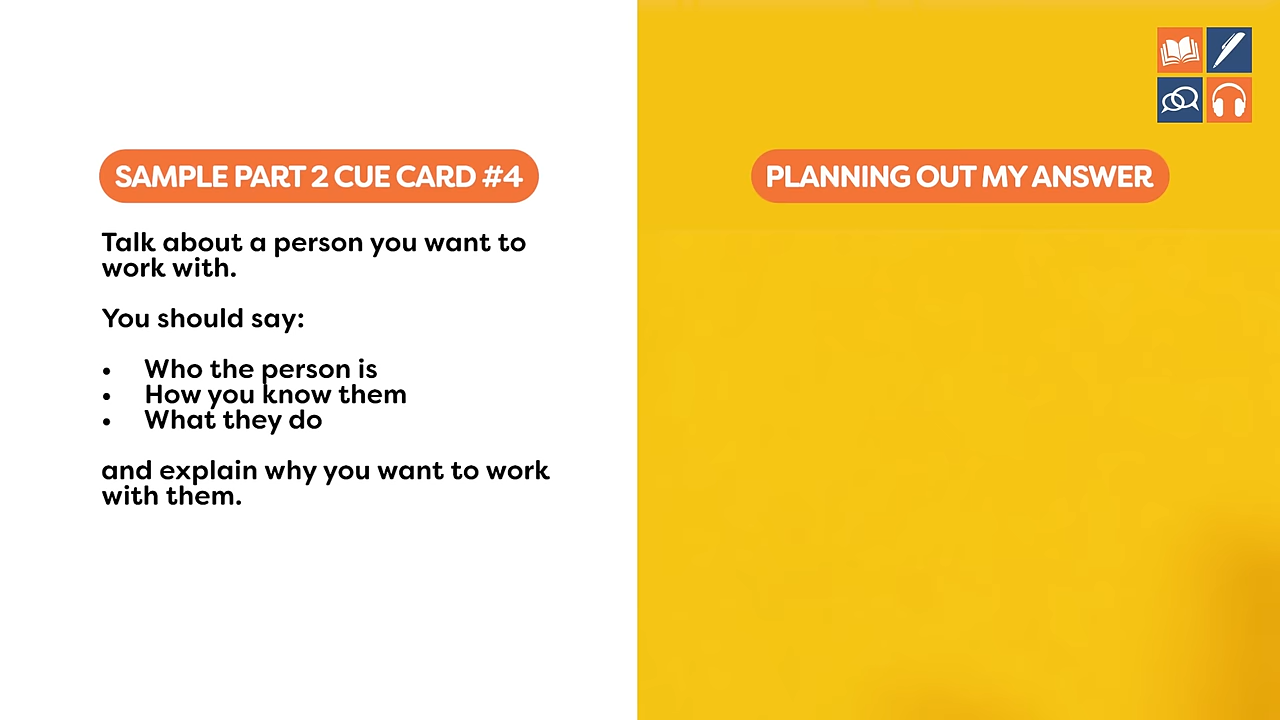 SAMPLE PART 2 CUE CARD #4
Talk about a person you want to
work with.
You should say:
• Who the person is
• How you know them
• What they do
and explain why you want to work
with them.
PLANNING OUT MY ANSWER